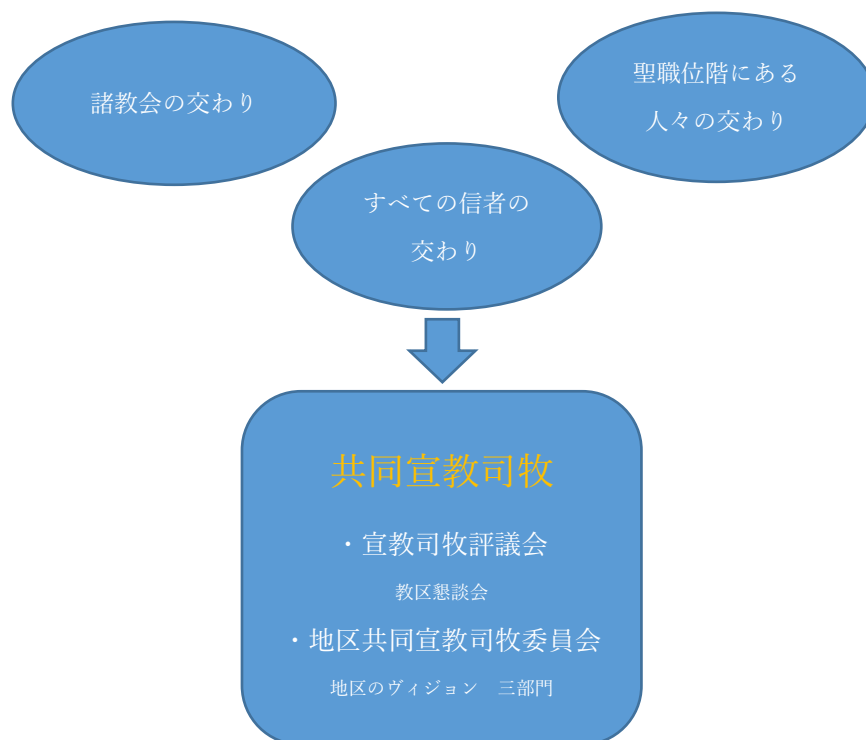 諸教会の交わり
聖職位階にある
人々の交わり
すべての信者の
交わり
共同宣教司牧
・宣教司牧評議会
教区懇談会
・地区共同宣教司牧委員会
地区のヴィジョン　三部門